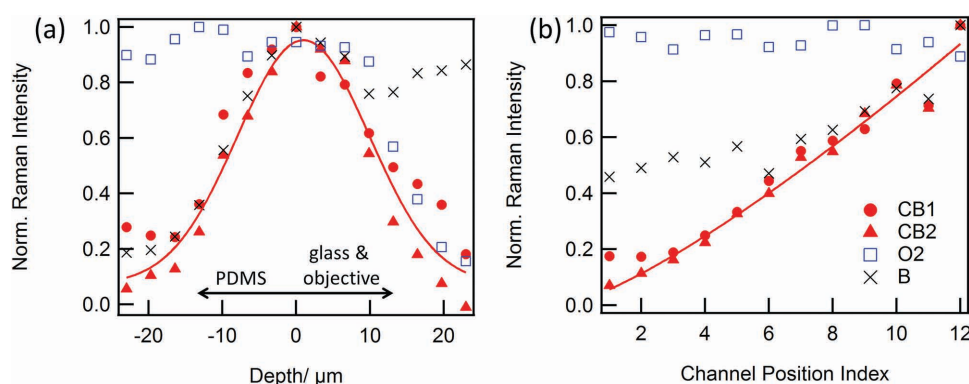 (a)
Norm. Raman Intensity
1.0
0.8
0.6
0.4
0.2
0.0
PDMS
glass &
objective
-20
-10
0
10
20
Depth/ µm
(b)
Norm. Raman Intensity
1.0
0.8
0.6
0.4
0.2
0.0
CB1
CB2
O2
B
2
4
6
8
10
12
Channel Position Index